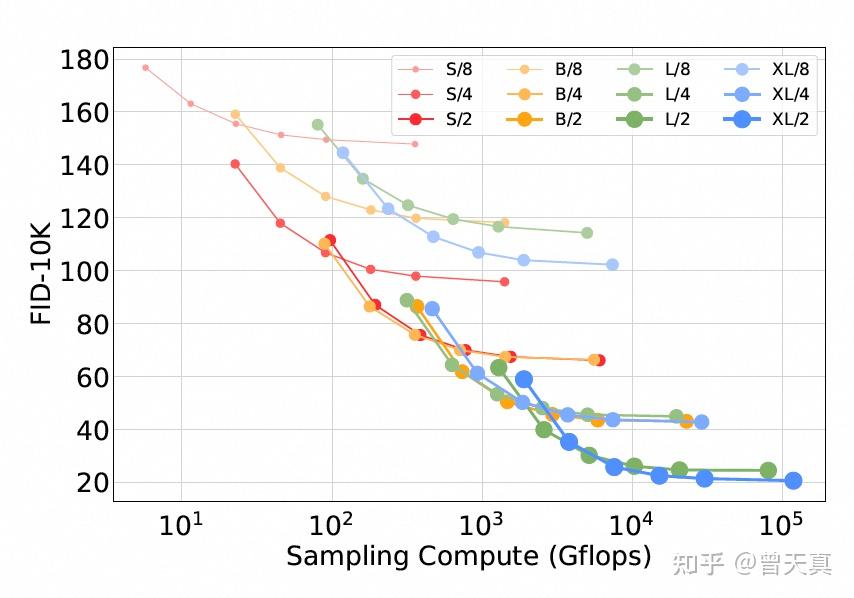 180
160
140
120
100
80
60
40
20
FID-10K
S/8 B/8 L/8 XL/8
S/4 B/4 L/4 XL/4
S/2 B/2 L/2 XL/2
10¹ 10² 10³ 10⁴ 10⁵
Sampling Compute (Gflops)
知乎 @曾天真